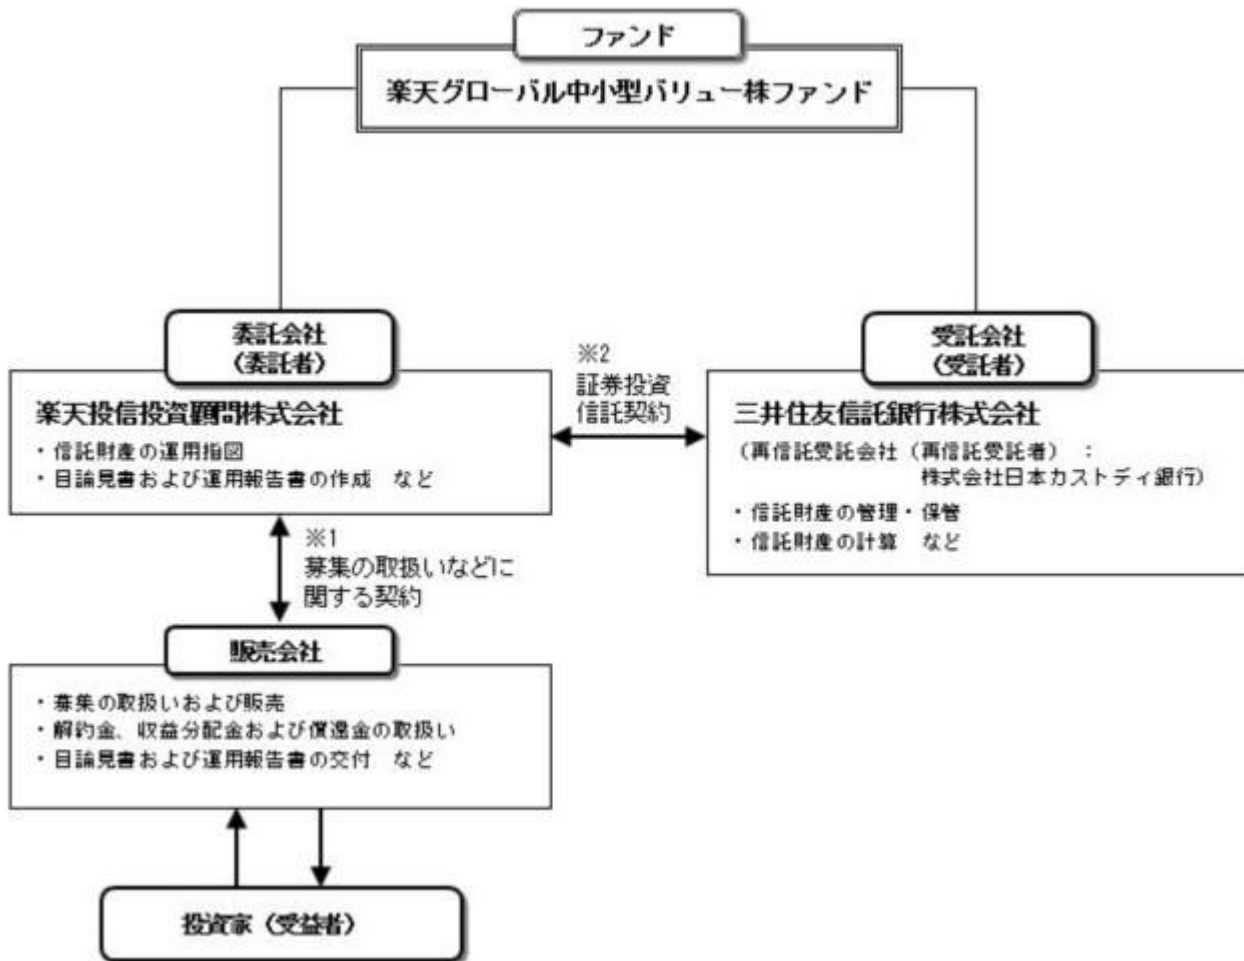 ファンド
楽天グローバル中小型バリュー株ファンド
委託会社
(委託者)
楽天投信投資顧問株式会社
・信託財産の運用指図
・目論見書および運用報告書の作成　など
※2
証券投資
信託契約
受託会社
(受託者)
三井住友信託銀行株式会社
(再信託受託会社(再信託受託者)：
株式会社日本カストディ銀行)
・信託財産の管理・保管
・信託財産の計算　など
※1
募集の取扱いなどに
関する契約
販売会社
・募集の取扱いおよび販売
・解約金、収益分配金および償還金の取扱い
・目論見書および運用報告書の交付　など
投資家(受益者)